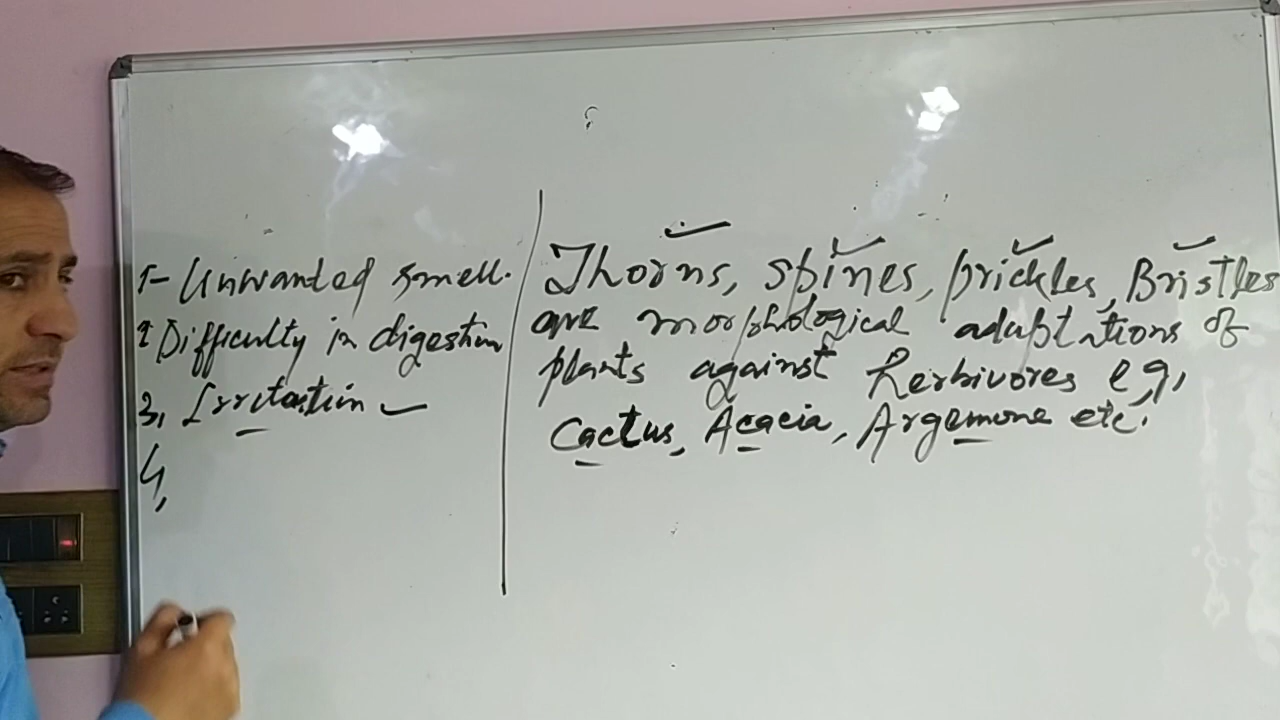 1- Unwanted smell.
2 Difficulty in digestion
3, Irritation
4,
Thorns, spines, prickles, Bristles
are morphological adaptations of
plants against herbivores e.g,
Cactus, Acacia, Argemone etc.